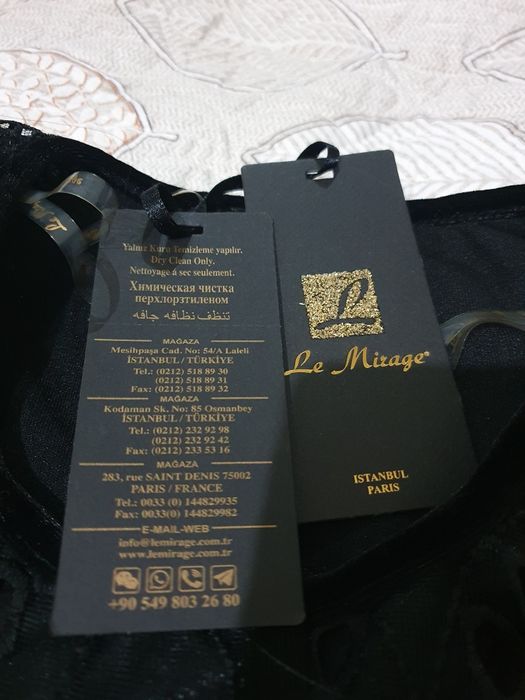 Yalnız Kuru Temizleme yapılır.
Dry Clean Only.
Nettoyage a sec seulement.
Химическая чистка
перхлорэтиленом
تنظف نظافه جافه
MAĞAZA
Mesihpaşa Cad. No: 54/A Laleli
İSTANBUL / TÜRKİYE
Tel.: (0212) 518 89 30
(0212) 518 89 31
Fax: (0212) 518 89 32
MAĞAZA
Kodaman Sk. No: 85 Osmanbey
İSTANBUL / TÜRKİYE
Tel.: (0212) 232 92 98
(0212) 232 92 42
Fax: (0212) 233 53 16
MAĞAZA
283, rue SAINT DENIS 75002
PARIS / FRANCE
Tel.: 0033 (0) 144829935
Fax: 0033(0) 144829982
E-MAIL-WEB
info@lemirage.com.tr
www.lemirage.com.tr
+90 549 803 26 80
Le Mirage®
ISTANBUL
PARIS